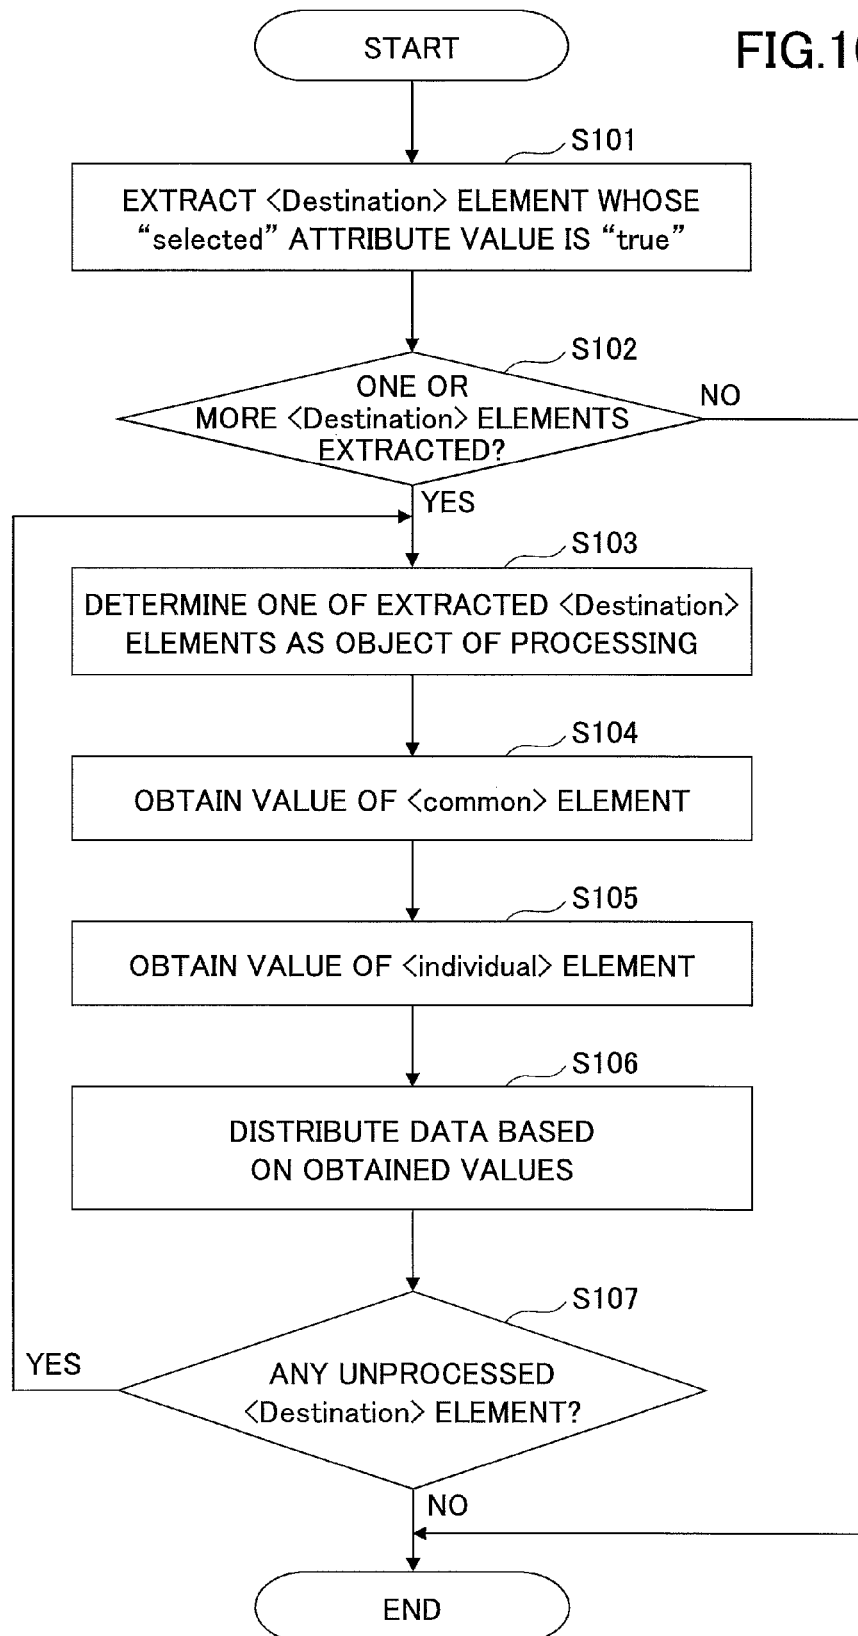 START
FIG.10
S101
EXTRACT <Destination> ELEMENT WHOSE
“selected” ATTRIBUTE VALUE IS “true”
S102
ONE OR
MORE <Destination> ELEMENTS
EXTRACTED?
NO
YES
S103
DETERMINE ONE OF EXTRACTED <Destination>
ELEMENTS AS OBJECT OF PROCESSING
S104
OBTAIN VALUE OF <common> ELEMENT
S105
OBTAIN VALUE OF <individual> ELEMENT
S106
DISTRIBUTE DATA BASED
ON OBTAINED VALUES
S107
YES
ANY UNPROCESSED
<Destination> ELEMENT?
NO
END